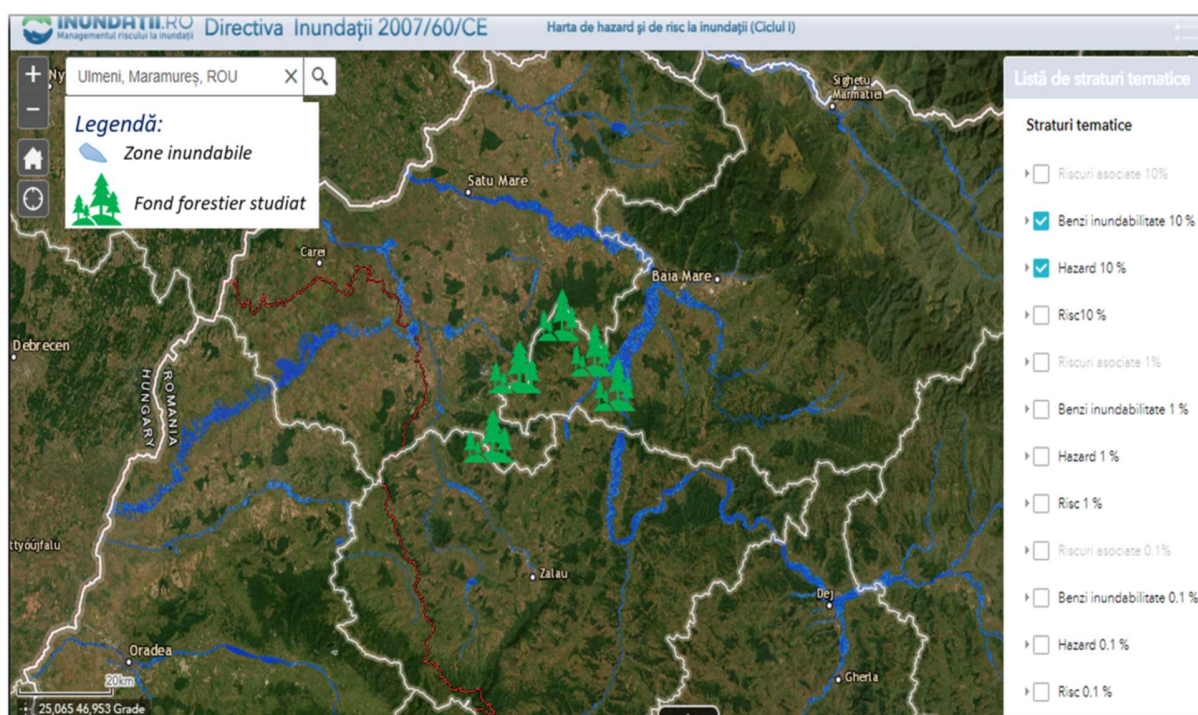 INUNDAȚII.RO
Managementul riscului la inundații
Directiva Inundații 2007/60/CE
Harta de hazard și de risc la inundații (Ciclul I)
Ulmeni, Maramureș, ROU
Legendă:
Zone inundabile
Fond forestier studiat
Ny
Sighetu
Marmației
Satu Mare
Carei
Baia Mare
Debrecen
ROMANIA
HUNGARY
ttyóújfalu
Zalau
Dej
Oradea
Gherla
20km
25,065 46,953 Grade
Listă de straturi tematice
Straturi tematice
Riscuri asociate 10%
Benzi inundabilitate 10 %
Hazard 10 %
Risc10 %
Riscuri asociate 1%
Benzi inundabilitate 1 %
Hazard 1 %
Risc 1 %
Riscuri asociate 0.1%
Benzi inundabilitate 0.1 %
Hazard 0.1 %
Risc 0.1 %